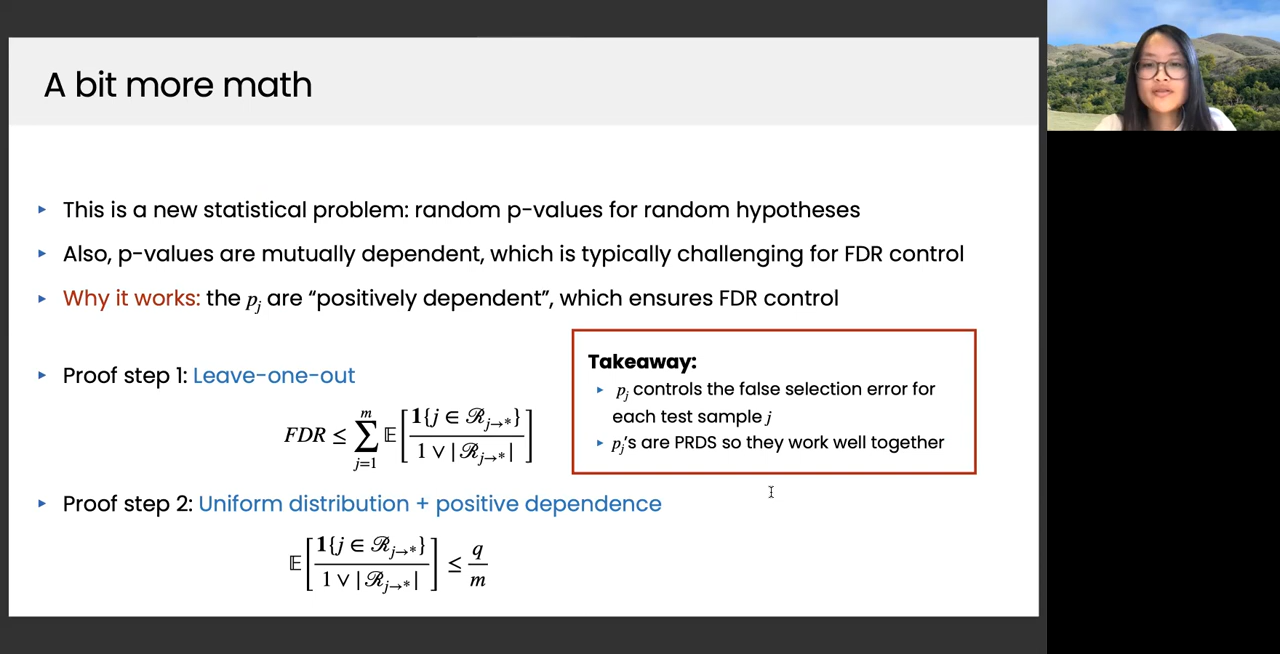 A bit more math
▸ This is a new statistical problem: random p-values for random hypotheses
▸ Also, p-values are mutually dependent, which is typically challenging for FDR control
▸ Why it works: the p_j are “positively dependent”, which ensures FDR control
▸ Proof step 1: Leave-one-out
FDR ≤ ∑_{j=1}^{m} 𝔼[ 1{j ∈ ℛ_{j→*}} / (1 ∨ |ℛ_{j→*}|) ]
Takeaway:
▸ p_j controls the false selection error for
each test sample j
▸ p_j’s are PRDS so they work well together
▸ Proof step 2: Uniform distribution + positive dependence
𝔼[ 1{j ∈ ℛ_{j→*}} / (1 ∨ |ℛ_{j→*}|) ] ≤ q/m